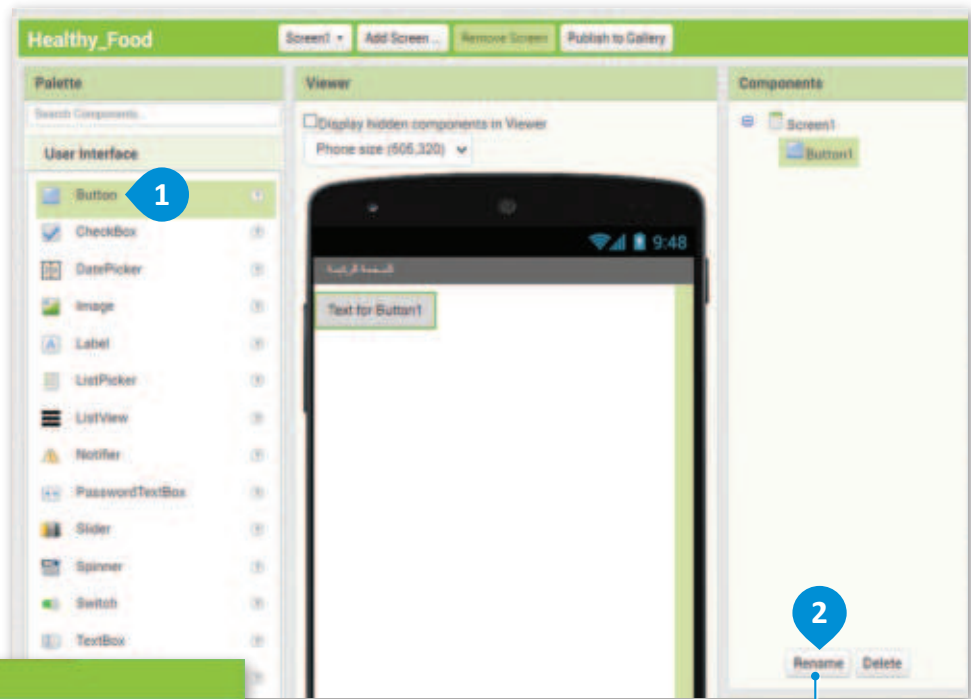 Healthy_Food
Screen1
Add Screen ...
Remove Screen
Publish to Gallery
Palette
Search Components...
User Interface
Button
1
CheckBox
DatePicker
Image
Label
ListPicker
ListView
Notifier
PasswordTextBox
Slider
Spinner
Switch
TextBox
Viewer
Display hidden components in Viewer
Phone size (505,320)
9:48
Text for Button1
Components
Screen1
Button1
2
Rename
Delete